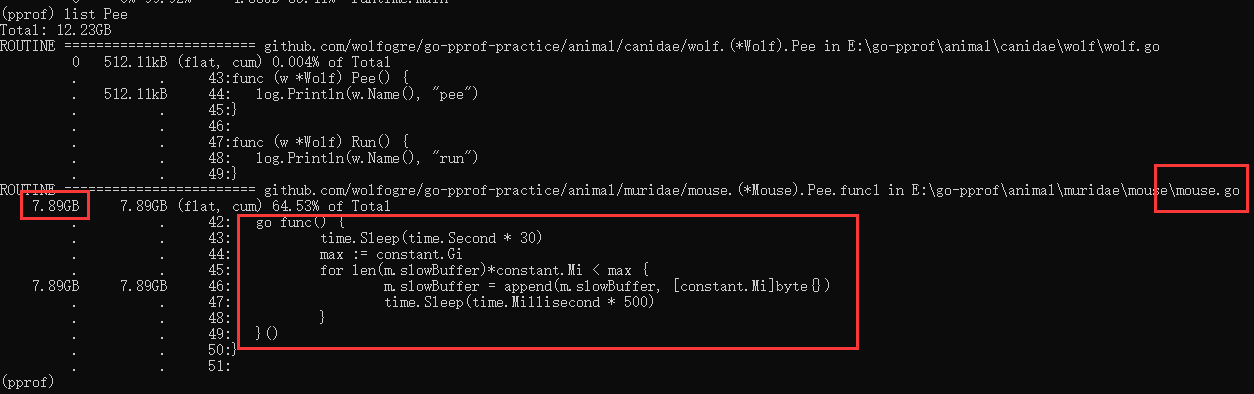 (pprof) list Pee
Total: 12.23GB
ROUTINE ======================== github.com/wolfogre/go-pprof-practice/animal/canidae/wolf.(*Wolf).Pee in E:\go-pprof\animal\canidae\wolf\wolf.go
0 512.11kB (flat, cum) 0.004% of Total
. . 43:func (w *Wolf) Pee() {
. 512.11kB 44: log.Println(w.Name(), "pee")
. . 45:}
. . 46:
. . 47:func (w *Wolf) Run() {
. . 48: log.Println(w.Name(), "run")
. . 49:}
ROUTINE ======================== github.com/wolfogre/go-pprof-practice/animal/muridae/mouse.(*Mouse).Pee.func1 in E:\go-pprof\animal\muridae\mouse\mouse.go
7.89GB 7.89GB (flat, cum) 64.53% of Total
. . 42: go func() {
. . 43: time.Sleep(time.Second * 30)
. . 44: max := constant.Gi
. . 45: for len(m.slowBuffer)*constant.Mi < max {
7.89GB 7.89GB 46: m.slowBuffer = append(m.slowBuffer, [constant.Mi]byte{})
. . 47: time.Sleep(time.Millisecond * 500)
. . 48: }
. . 49: }()
. . 50:}
. . 51:
(pprof)